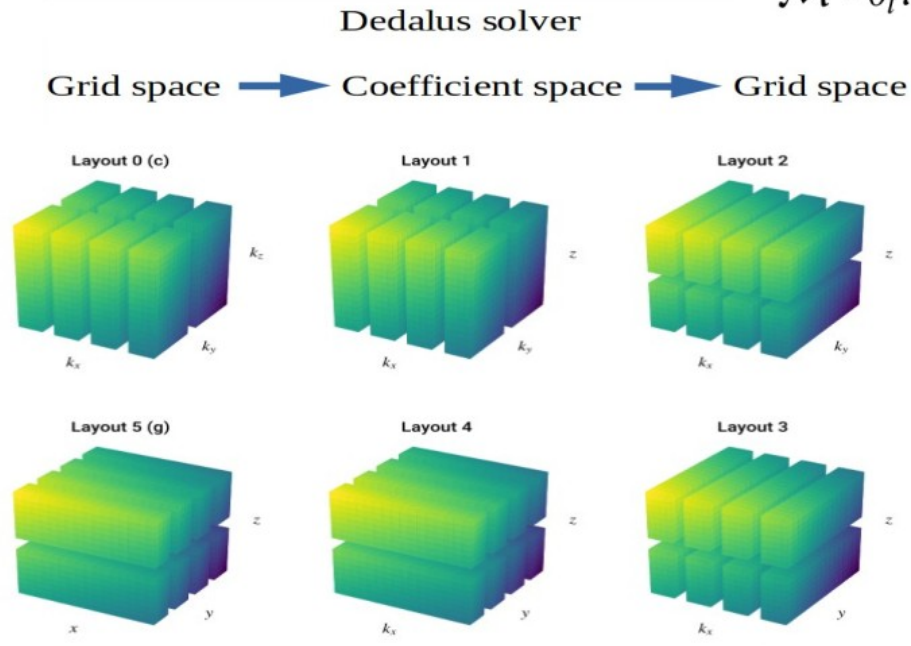 Dedalus solver
Grid space Coefficient space Grid space
Layout 0 (c) Layout 1 Layout 2
k_z z z
k_y k_y k_y
k_x k_x k_x
Layout 5 (g) Layout 4 Layout 3
z z z
y y y
x k_x k_x